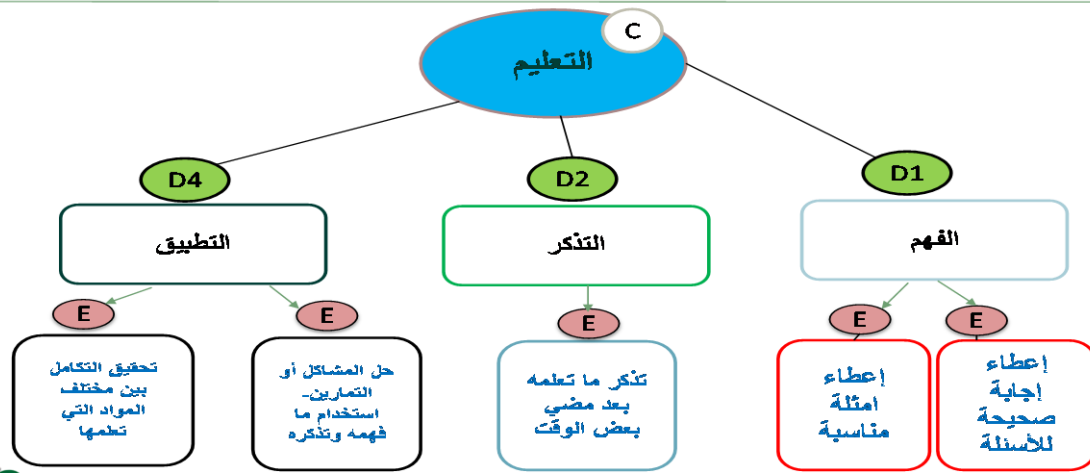 C
التعليم
D1
D2
D4
الفهم
التذكر
التطبيق
E
E
E
E
E
إعطاء
إجابة
صحيحة
للأسئلة
إعطاء
امثلة
مناسبة
تذكر ما تعلمه
بعد مضي
بعض الوقت
حل المشاكل أو
التمارين-
استخدام ما
فهمه وتذكره
تحقيق التكامل
بين مختلف
المواد التي
تعلمها